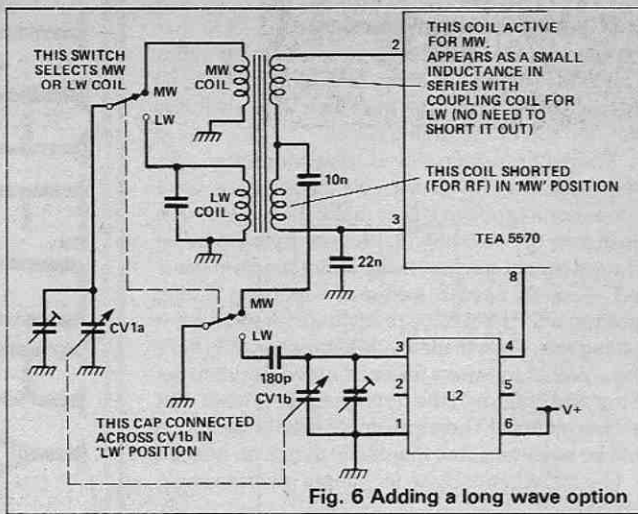 THIS SWITCH
SELECTS MW
OR LW COIL
MW
COIL
MW
LW
LW
COIL
2
THIS COIL ACTIVE
FOR MW.
APPEARS AS A SMALL
INDUCTANCE IN
SERIES WITH
COUPLING COIL FOR
LW (NO NEED TO
SHORT IT OUT)
10n
THIS COIL SHORTED
(FOR RF) IN 'MW' POSITION
3
TEA 5570
22n
8
CV1a
MW
LW
180p
CV1b
3
4
2
L2
5
1
6
V+
THIS CAP CONNECTED
ACROSS CV1b IN
'LW' POSITION
Fig. 6 Adding a long wave option